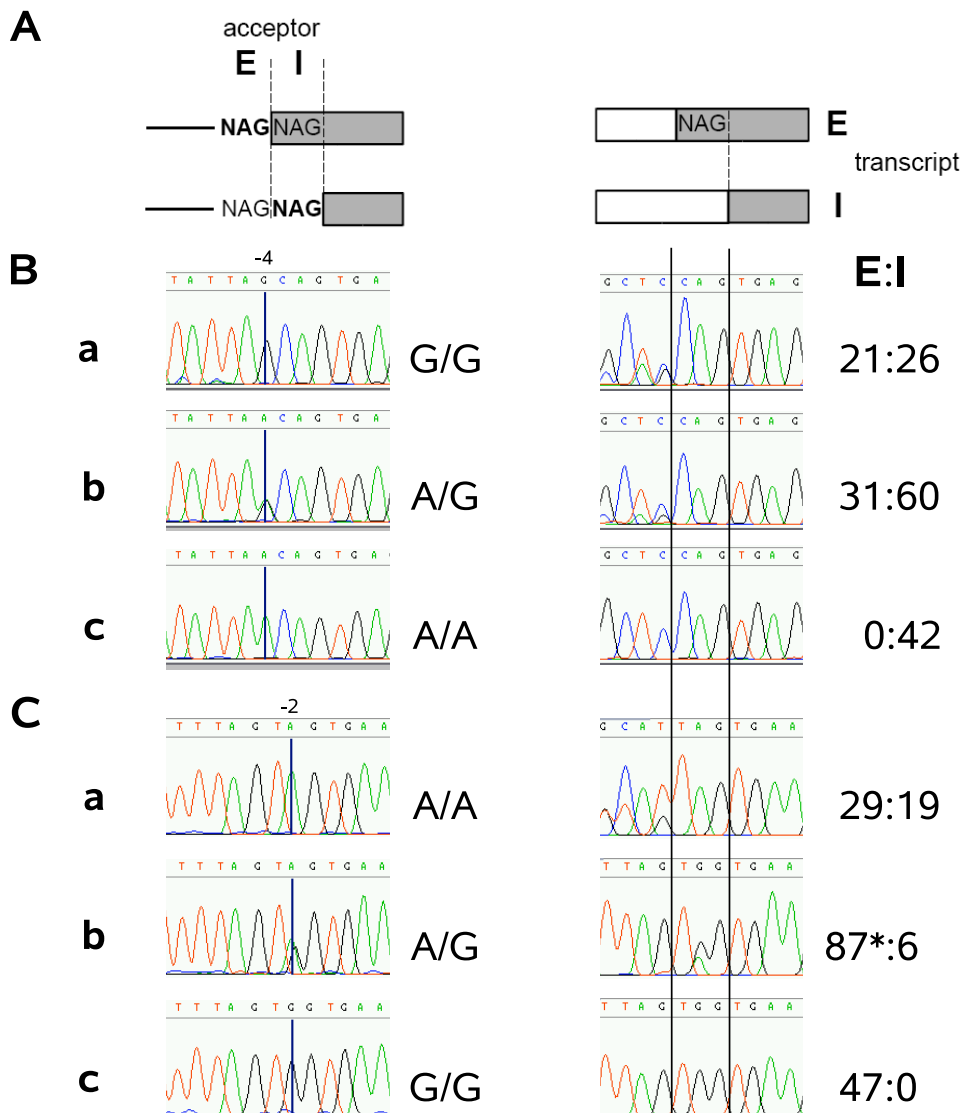 A
acceptor
E I
NAG NAG
NAG E
transcript
NAG NAG
I
B
-4
E:I
T A T T A G C A G T G A
G C T C C A G T G A G
a
G/G
21:26
T A T T A A C A G T G A
G C T C C A G T G A G
b
A/G
31:60
T A T T A A C A G T G A
G C T C C A G T G A G
c
A/A
0:42
C
-2
T T T A G T A G T G A A
G C A T T A G T G A A
a
A/A
29:19
T T T A G T A G T G A A
T T A G T G G T G A A
b
A/G
87*:6
T T T A G T G G T G A A
T T A G T G G T G A A
c
G/G
47:0